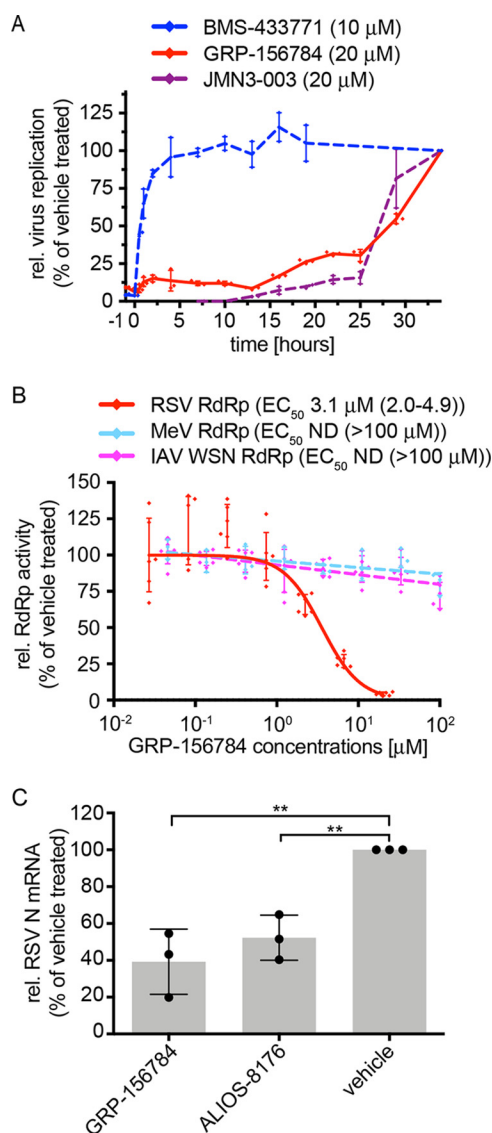 A
BMS-433771 (10 μM)
GRP-156784 (20 μM)
JMN3-003 (20 μM)
rel. virus replication
(% of vehicle treated)
125
100
75
50
25
0
-1 0 5 10 15 20 25 30
time [hours]
B
RSV RdRp (EC50 3.1 μM (2.0-4.9))
MeV RdRp (EC50 ND (>100 μM))
IAV WSN RdRp (EC50 ND (>100 μM))
rel. RdRp activity
(% of vehicle treated)
150
125
100
75
50
25
0
10-2 10-1 100 101 102
GRP-156784 concentrations [μM]
C
rel. RSV N mRNA
(% of vehicle treated)
120
100
80
60
40
20
0
**
**
GRP-156784
ALIOS-8176
vehicle